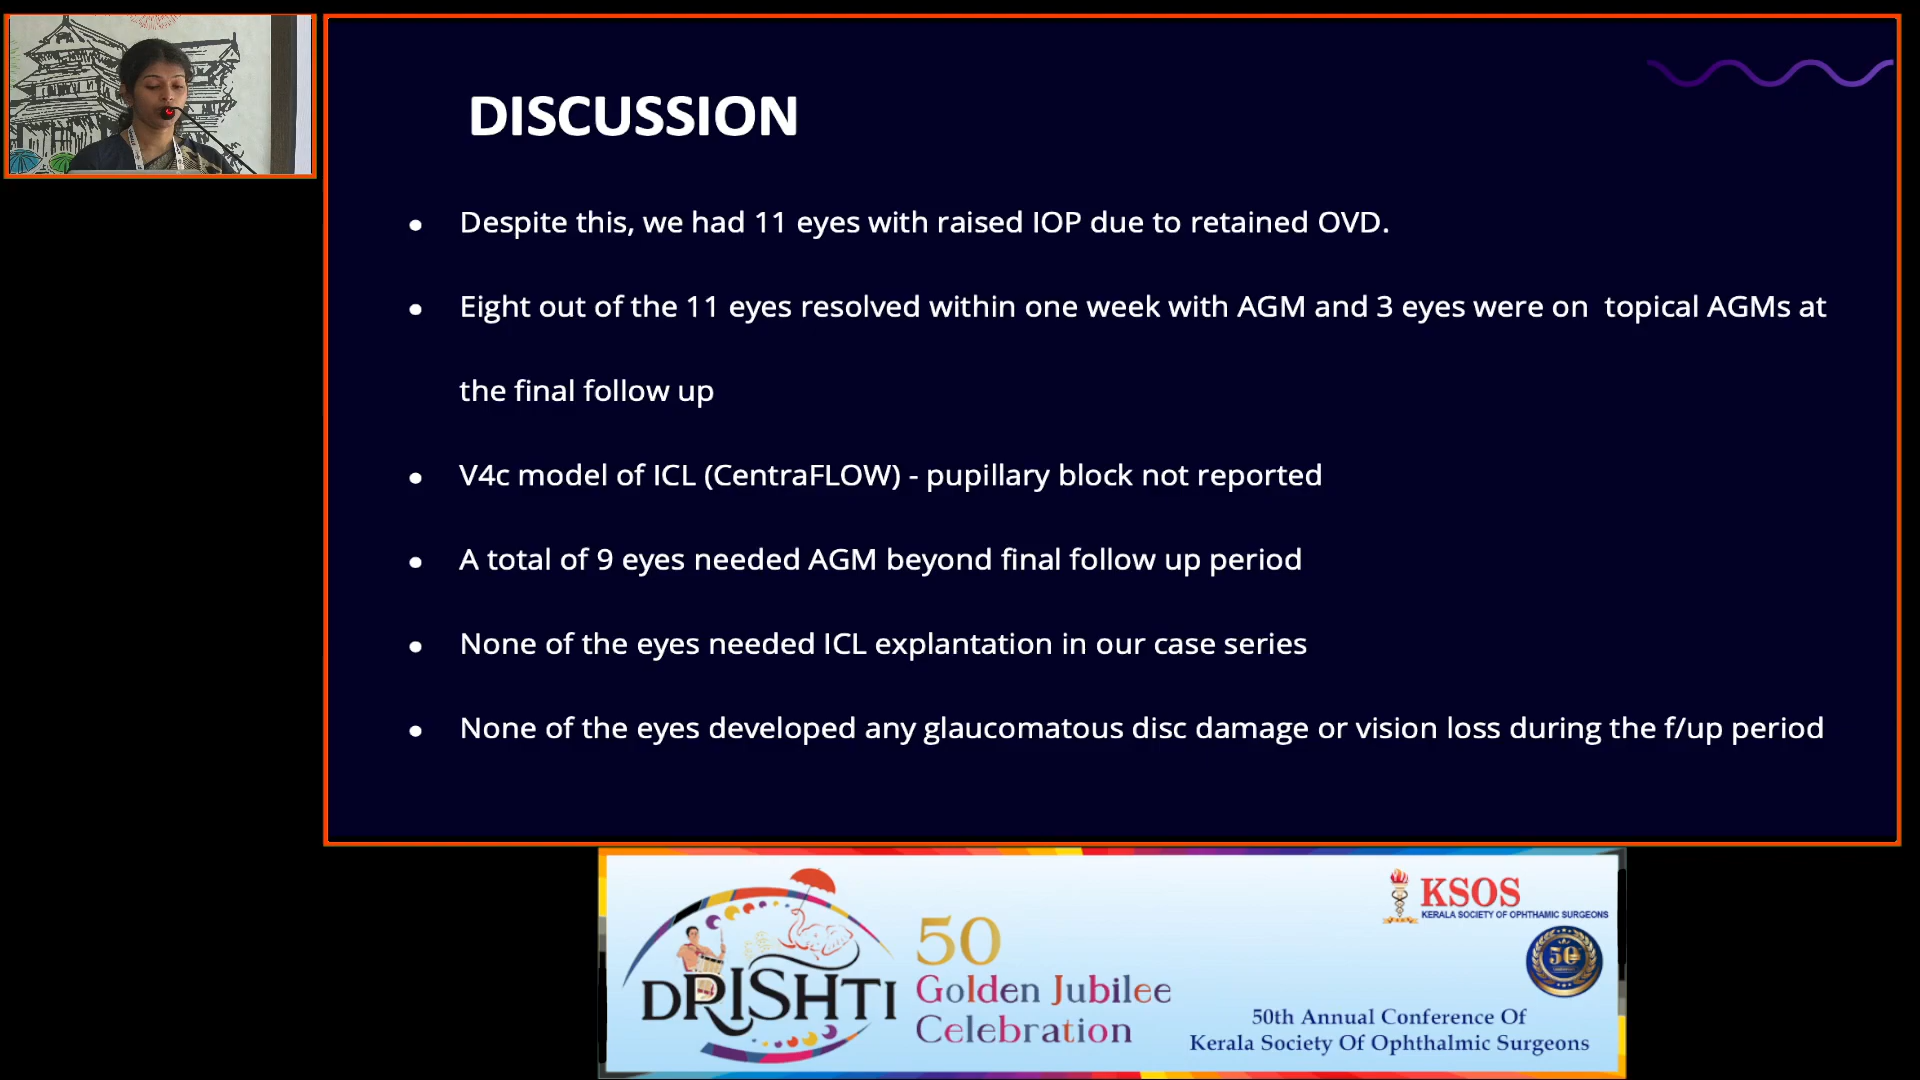 DISCUSSION
● Despite this, we had 11 eyes with raised IOP due to retained OVD.
● Eight out of the 11 eyes resolved within one week with AGM and 3 eyes were on topical AGMs at
the final follow up
● V4c model of ICL (CentraFLOW) - pupillary block not reported
● A total of 9 eyes needed AGM beyond final follow up period
● None of the eyes needed ICL explantation in our case series
● None of the eyes developed any glaucomatous disc damage or vision loss during the f/up period
DRISHTI
50
Golden Jubilee
Celebration
KSOS
KERALA SOCIETY OF OPHTHAMIC SURGEONS
50
50th Annual Conference Of
Kerala Society Of Ophthalmic Surgeons